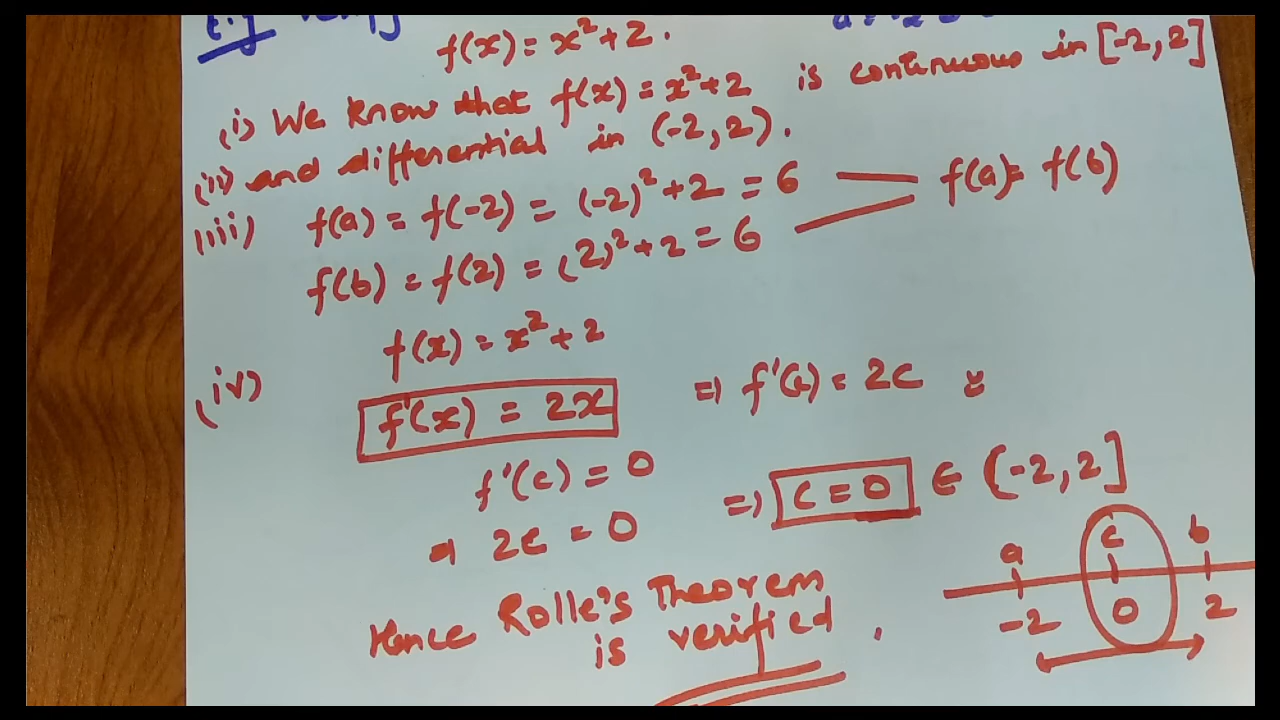 Eg
f(x) = x²+2.
(i) We know that f(x) = x²+2 is continuous in [-2, 2]
(ii) and differential in (-2, 2).
(iii) f(a) = f(-2) = (-2)²+2 = 6
f(a) = f(b)
f(b) = f(2) = (2)²+2 = 6
f(x) = x²+2
(iv) f'(x) = 2x ⇒ f'(c) = 2c
f'(c) = 0
⇒ 2c = 0 ⇒ c = 0 ∈ (-2, 2]
a c b
-2 0 2
Hence Rolle's Theorem
is verified.